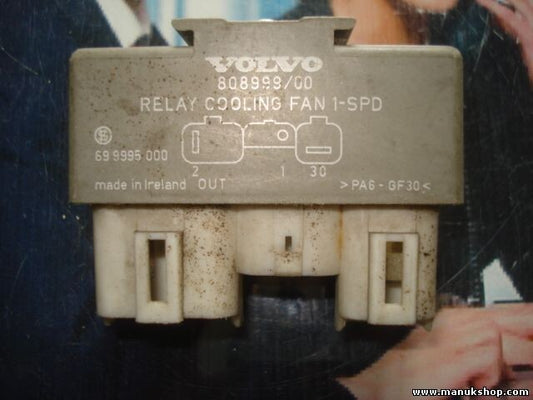 VOLVO
808999/00
RELAY COOLING FAN 1-SPD
S
69 9995 000
2 1 30
made in Ireland OUT >PA6-GF30<
www.manukshop.com